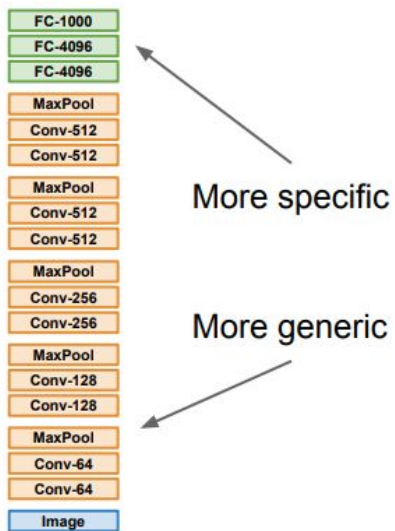 FC-1000
FC-4096
FC-4096
MaxPool
Conv-512
Conv-512
MaxPool
Conv-512
Conv-512
MaxPool
Conv-256
Conv-256
MaxPool
Conv-128
Conv-128
MaxPool
Conv-64
Conv-64
Image
More specific
More generic